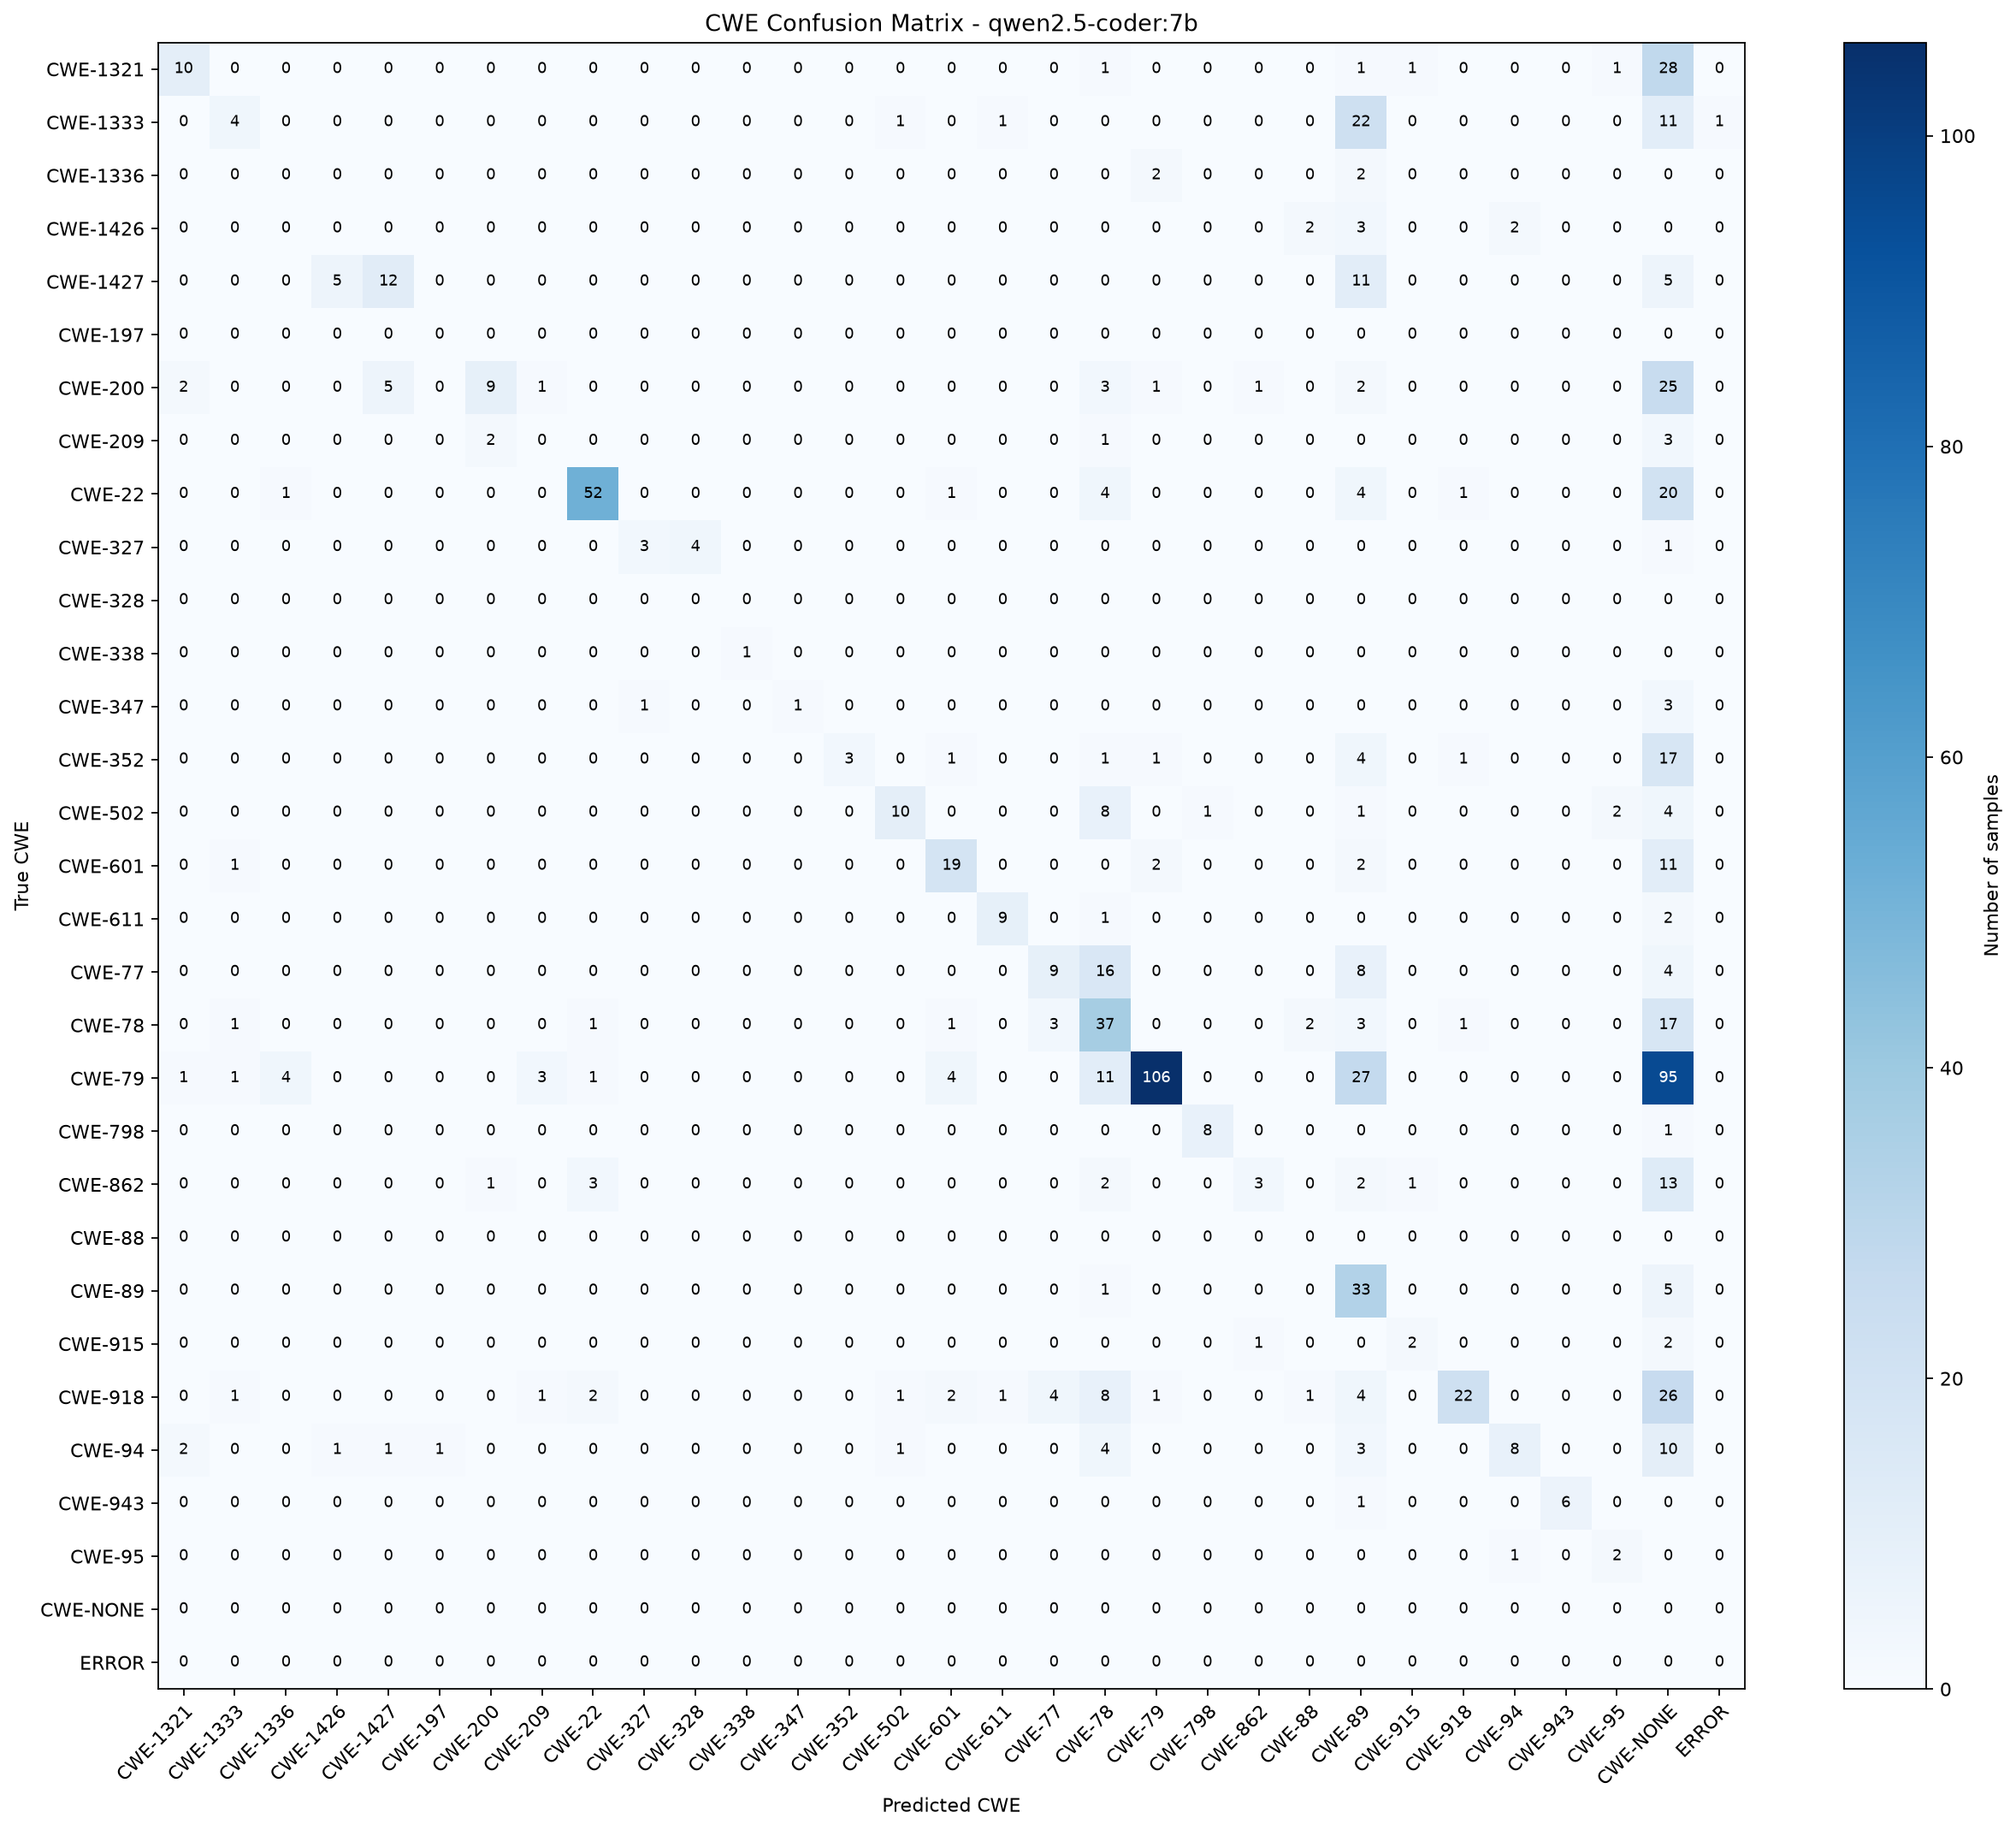 CWE Confusion Matrix - qwen2.5-coder:7b
CWE-1321 10 0 0 0 0 0 0 0 0 0 0 0 0 0 0 0 0 0 1 0 0 0 0 1 1 0 0 0 1 28 0
CWE-1333 0 4 0 0 0 0 0 0 0 0 0 0 0 0 1 0 1 0 0 0 0 0 0 22 0 0 0 0 0 11 1
CWE-1336 0 0 0 0 0 0 0 0 0 0 0 0 0 0 0 0 0 0 0 2 0 0 0 2 0 0 0 0 0 0 0
CWE-1426 0 0 0 0 0 0 0 0 0 0 0 0 0 0 0 0 0 0 0 0 0 0 2 3 0 0 2 0 0 0 0
CWE-1427 0 0 0 5 12 0 0 0 0 0 0 0 0 0 0 0 0 0 0 0 0 0 0 11 0 0 0 0 0 5 0
CWE-197 0 0 0 0 0 0 0 0 0 0 0 0 0 0 0 0 0 0 0 0 0 0 0 0 0 0 0 0 0 0 0
CWE-200 2 0 0 0 5 0 9 1 0 0 0 0 0 0 0 0 0 0 3 1 0 1 0 2 0 0 0 0 0 25 0
CWE-209 0 0 0 0 0 0 2 0 0 0 0 0 0 0 0 0 0 0 1 0 0 0 0 0 0 0 0 0 0 3 0
CWE-22 0 0 1 0 0 0 0 0 52 0 0 0 0 0 0 1 0 0 4 0 0 0 0 4 0 1 0 0 0 20 0
CWE-327 0 0 0 0 0 0 0 0 0 3 4 0 0 0 0 0 0 0 0 0 0 0 0 0 0 0 0 0 0 1 0
CWE-328 0 0 0 0 0 0 0 0 0 0 0 0 0 0 0 0 0 0 0 0 0 0 0 0 0 0 0 0 0 0 0
CWE-338 0 0 0 0 0 0 0 0 0 0 0 1 0 0 0 0 0 0 0 0 0 0 0 0 0 0 0 0 0 0 0
CWE-347 0 0 0 0 0 0 0 0 0 1 0 0 1 0 0 0 0 0 0 0 0 0 0 0 0 0 0 0 0 3 0
CWE-352 0 0 0 0 0 0 0 0 0 0 0 0 0 3 0 1 0 0 1 1 0 0 0 4 0 1 0 0 0 17 0
CWE-502 0 0 0 0 0 0 0 0 0 0 0 0 0 0 10 0 0 0 8 0 1 0 0 1 0 0 0 0 2 4 0
CWE-601 0 1 0 0 0 0 0 0 0 0 0 0 0 0 0 19 0 0 0 2 0 0 0 2 0 0 0 0 0 11 0
CWE-611 0 0 0 0 0 0 0 0 0 0 0 0 0 0 0 0 9 0 1 0 0 0 0 0 0 0 0 0 0 2 0
CWE-77 0 0 0 0 0 0 0 0 0 0 0 0 0 0 0 0 0 9 16 0 0 0 0 8 0 0 0 0 0 4 0
CWE-78 0 1 0 0 0 0 0 0 1 0 0 0 0 0 0 1 0 3 37 0 0 0 2 3 0 1 0 0 0 17 0
CWE-79 1 1 4 0 0 0 0 3 1 0 0 0 0 0 0 4 0 0 11 106 0 0 0 27 0 0 0 0 0 95 0
CWE-798 0 0 0 0 0 0 0 0 0 0 0 0 0 0 0 0 0 0 0 0 8 0 0 0 0 0 0 0 0 1 0
CWE-862 0 0 0 0 0 0 1 0 3 0 0 0 0 0 0 0 0 0 2 0 0 3 0 2 1 0 0 0 0 13 0
CWE-88 0 0 0 0 0 0 0 0 0 0 0 0 0 0 0 0 0 0 0 0 0 0 0 0 0 0 0 0 0 0 0
CWE-89 0 0 0 0 0 0 0 0 0 0 0 0 0 0 0 0 0 0 1 0 0 0 0 33 0 0 0 0 0 5 0
CWE-915 0 0 0 0 0 0 0 0 0 0 0 0 0 0 0 0 0 0 0 0 0 1 0 0 2 0 0 0 0 2 0
CWE-918 0 1 0 0 0 0 0 1 2 0 0 0 0 0 1 2 1 4 8 1 0 0 1 4 0 22 0 0 0 26 0
CWE-94 2 0 0 1 1 1 0 0 0 0 0 0 0 0 1 0 0 0 4 0 0 0 0 3 0 0 8 0 0 10 0
CWE-943 0 0 0 0 0 0 0 0 0 0 0 0 0 0 0 0 0 0 0 0 0 0 0 1 0 0 0 6 0 0 0
CWE-95 0 0 0 0 0 0 0 0 0 0 0 0 0 0 0 0 0 0 0 0 0 0 0 0 0 0 1 0 2 0 0
CWE-NONE 0 0 0 0 0 0 0 0 0 0 0 0 0 0 0 0 0 0 0 0 0 0 0 0 0 0 0 0 0 0 0
ERROR 0 0 0 0 0 0 0 0 0 0 0 0 0 0 0 0 0 0 0 0 0 0 0 0 0 0 0 0 0 0 0
CWE-1321 CWE-1333 CWE-1336 CWE-1426 CWE-1427 CWE-197 CWE-200 CWE-209 CWE-22 CWE-327 CWE-328 CWE-338 CWE-347 CWE-352 CWE-502 CWE-601 CWE-611 CWE-77 CWE-78 CWE-79 CWE-798 CWE-862 CWE-88 CWE-89 CWE-915 CWE-918 CWE-94 CWE-943 CWE-95 CWE-NONE ERROR
Predicted CWE
True CWE
100
80
60
40
20
0
Number of samples